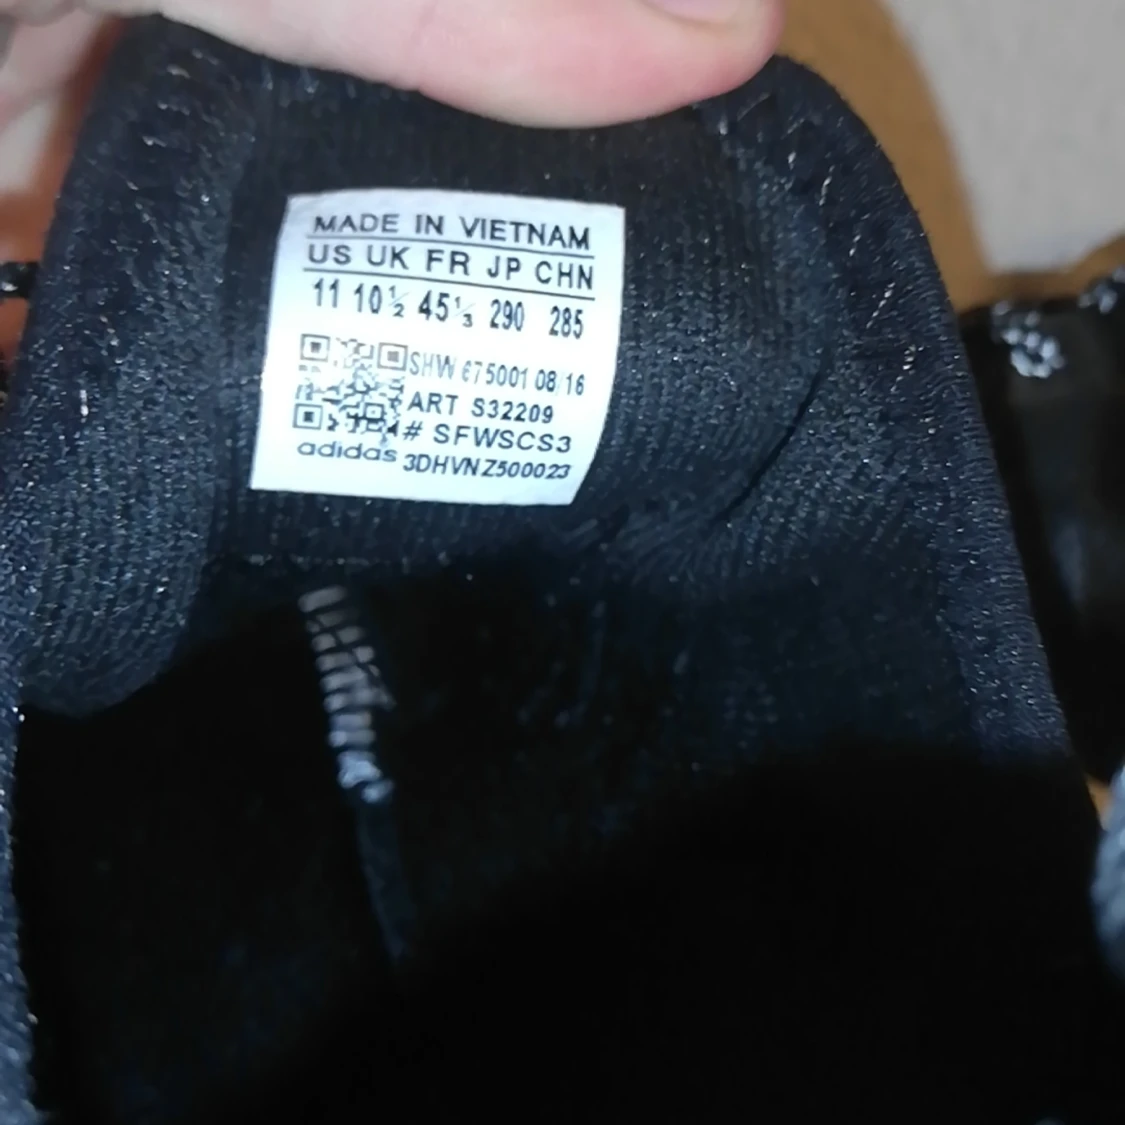 MADE IN VIETNAM
US UK FR JP CHN
11 10½ 45⅓ 290 285
SHW 675001 08/16
ART S32209
# SFWSCS3
adidas 3DHVNZ500023